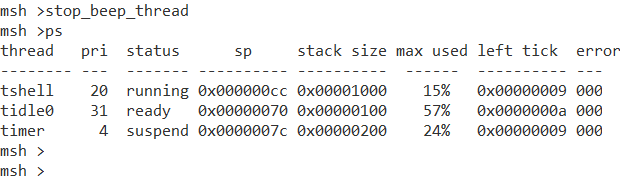 msh >stop_beep_thread
msh >ps
thread   pri  status      sp     stack size max used left tick  error
-------- ---  ------- ---------- ----------  ------  ---------- ---
tshell    20  running 0x000000cc 0x00001000    15%   0x00000009 000
tidle0    31  ready   0x00000070 0x00000100    57%   0x0000000a 000
timer      4  suspend 0x0000007c 0x00000200    24%   0x00000009 000
msh >
msh >